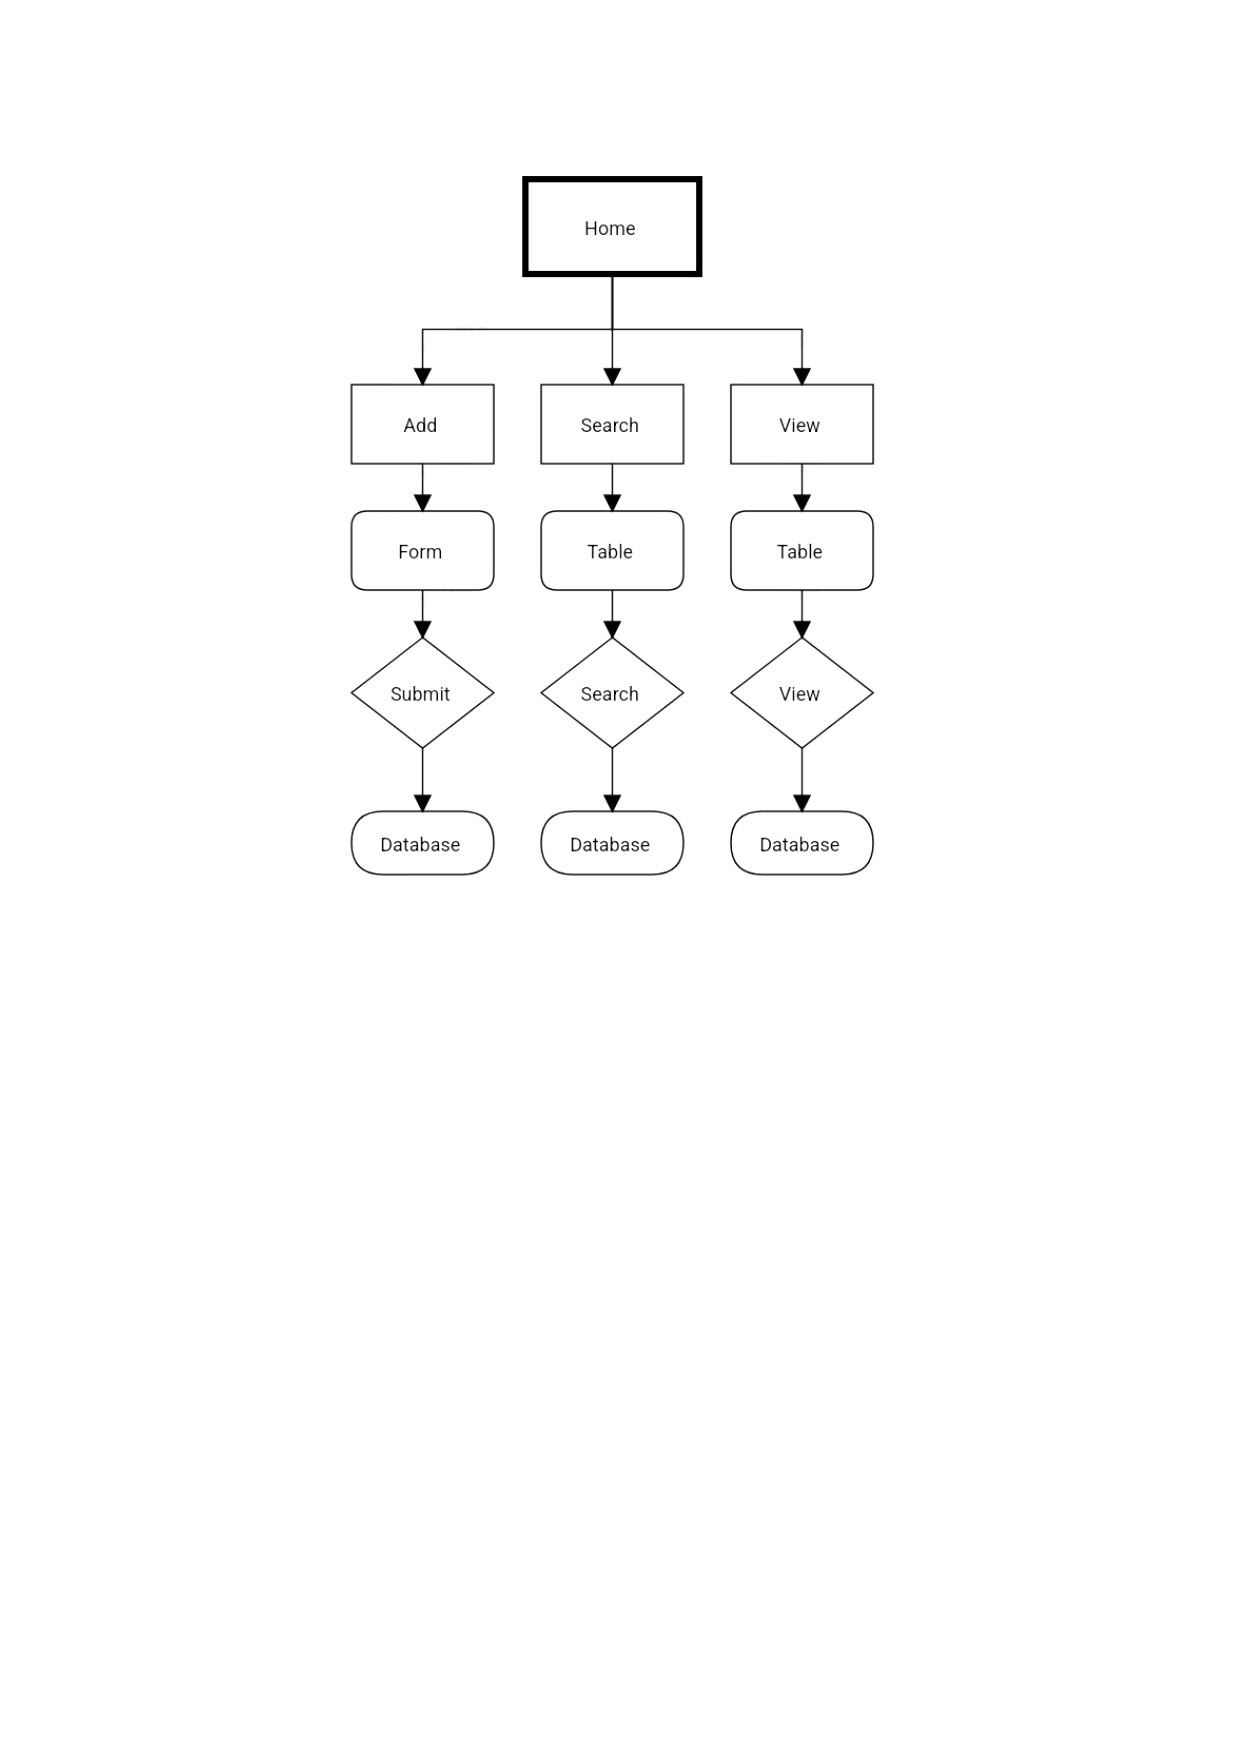 Home
Add
Search
View
Form
Table
Table
Submit
Search
View
Database
Database
Database